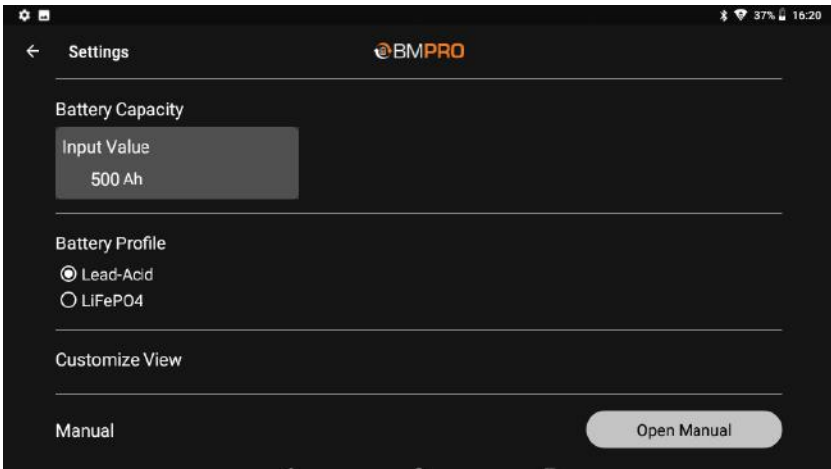 37% 16:20
Settings
BMPRO
Battery Capacity
Input Value
500 Ah
Battery Profile
Lead-Acid
LiFePO4
Customize View
Manual
Open Manual